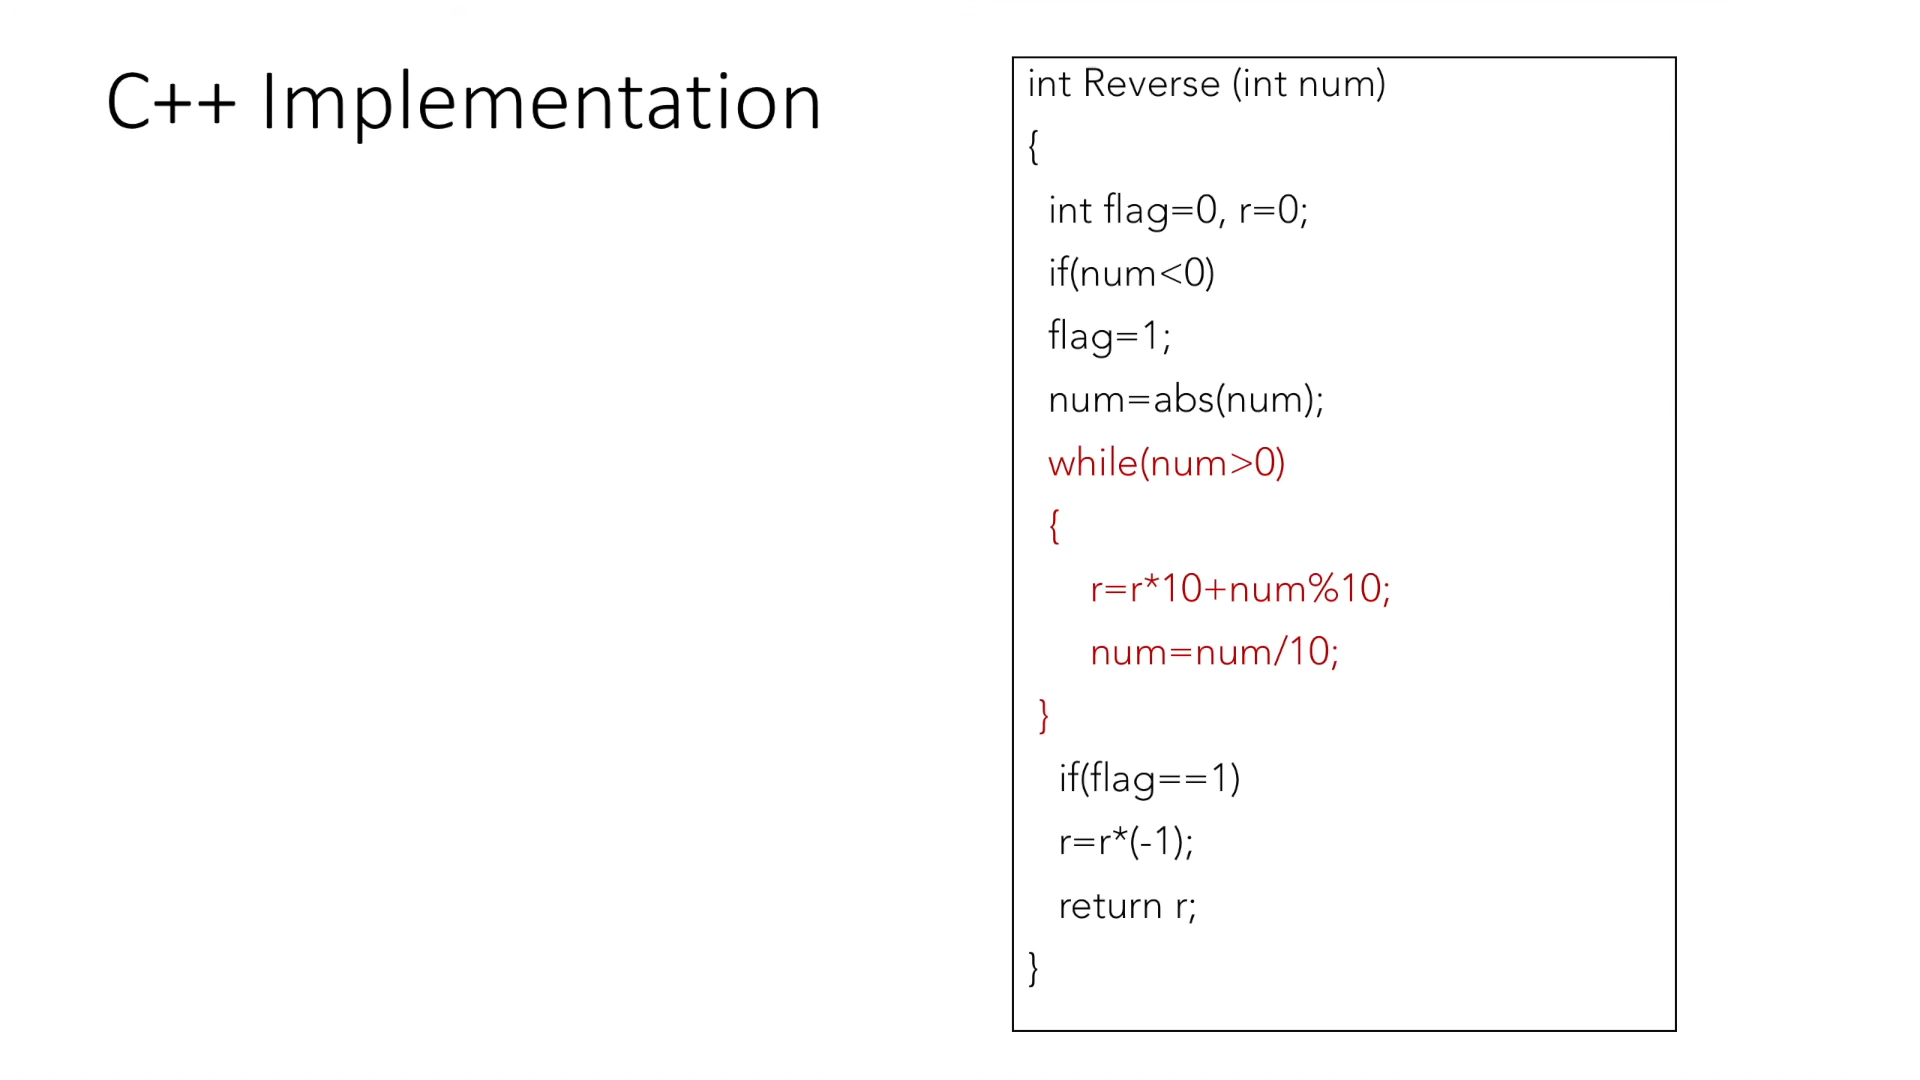 C++ Implementation
int Reverse (int num)
{
int flag=0, r=0;
if(num<0)
flag=1;
num=abs(num);
while(num>0)
{
r=r*10+num%10;
num=num/10;
}
if(flag==1)
r=r*(-1);
return r;
}